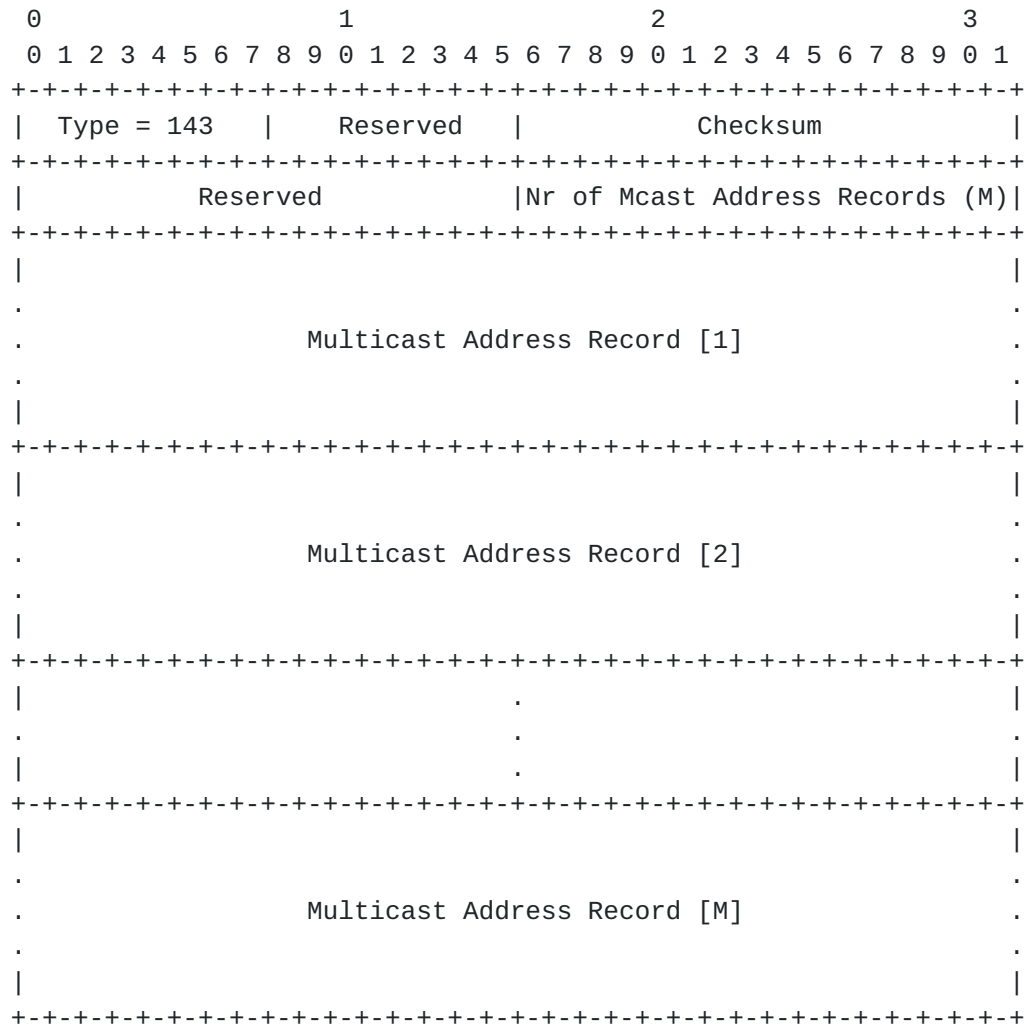 0                   1                   2                   3
 0 1 2 3 4 5 6 7 8 9 0 1 2 3 4 5 6 7 8 9 0 1 2 3 4 5 6 7 8 9 0 1
+-+-+-+-+-+-+-+-+-+-+-+-+-+-+-+-+-+-+-+-+-+-+-+-+-+-+-+-+-+-+-+-+
|  Type = 143   |    Reserved   |           Checksum            |
+-+-+-+-+-+-+-+-+-+-+-+-+-+-+-+-+-+-+-+-+-+-+-+-+-+-+-+-+-+-+-+-+
|           Reserved            |Nr of Mcast Address Records (M)|
+-+-+-+-+-+-+-+-+-+-+-+-+-+-+-+-+-+-+-+-+-+-+-+-+-+-+-+-+-+-+-+-+
|                                                               |
.                                                               .
.                  Multicast Address Record [1]                 .
.                                                               .
|                                                               |
+-+-+-+-+-+-+-+-+-+-+-+-+-+-+-+-+-+-+-+-+-+-+-+-+-+-+-+-+-+-+-+-+
|                                                               |
.                                                               .
.                  Multicast Address Record [2]                 .
.                                                               .
|                                                               |
+-+-+-+-+-+-+-+-+-+-+-+-+-+-+-+-+-+-+-+-+-+-+-+-+-+-+-+-+-+-+-+-+
|                               .                               |
.                               .                               .
|                               .                               |
+-+-+-+-+-+-+-+-+-+-+-+-+-+-+-+-+-+-+-+-+-+-+-+-+-+-+-+-+-+-+-+-+
|                                                               |
.                                                               .
.                  Multicast Address Record [M]                 .
.                                                               .
|                                                               |
+-+-+-+-+-+-+-+-+-+-+-+-+-+-+-+-+-+-+-+-+-+-+-+-+-+-+-+-+-+-+-+-+